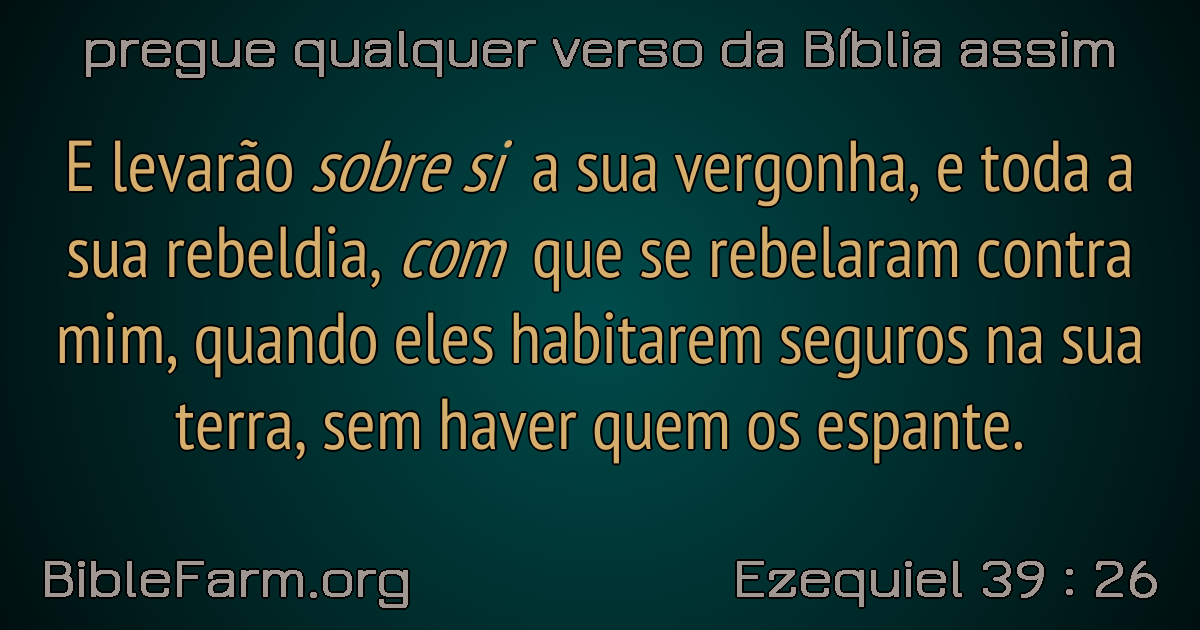 pregue qualquer verso da Bíblia assim
E levarão sobre si a sua vergonha, e toda a
sua rebeldia, com que se rebelaram contra
mim, quando eles habitarem seguros na sua
terra, sem haver quem os espante.
BibleFarm.org
Ezequiel 39 : 26